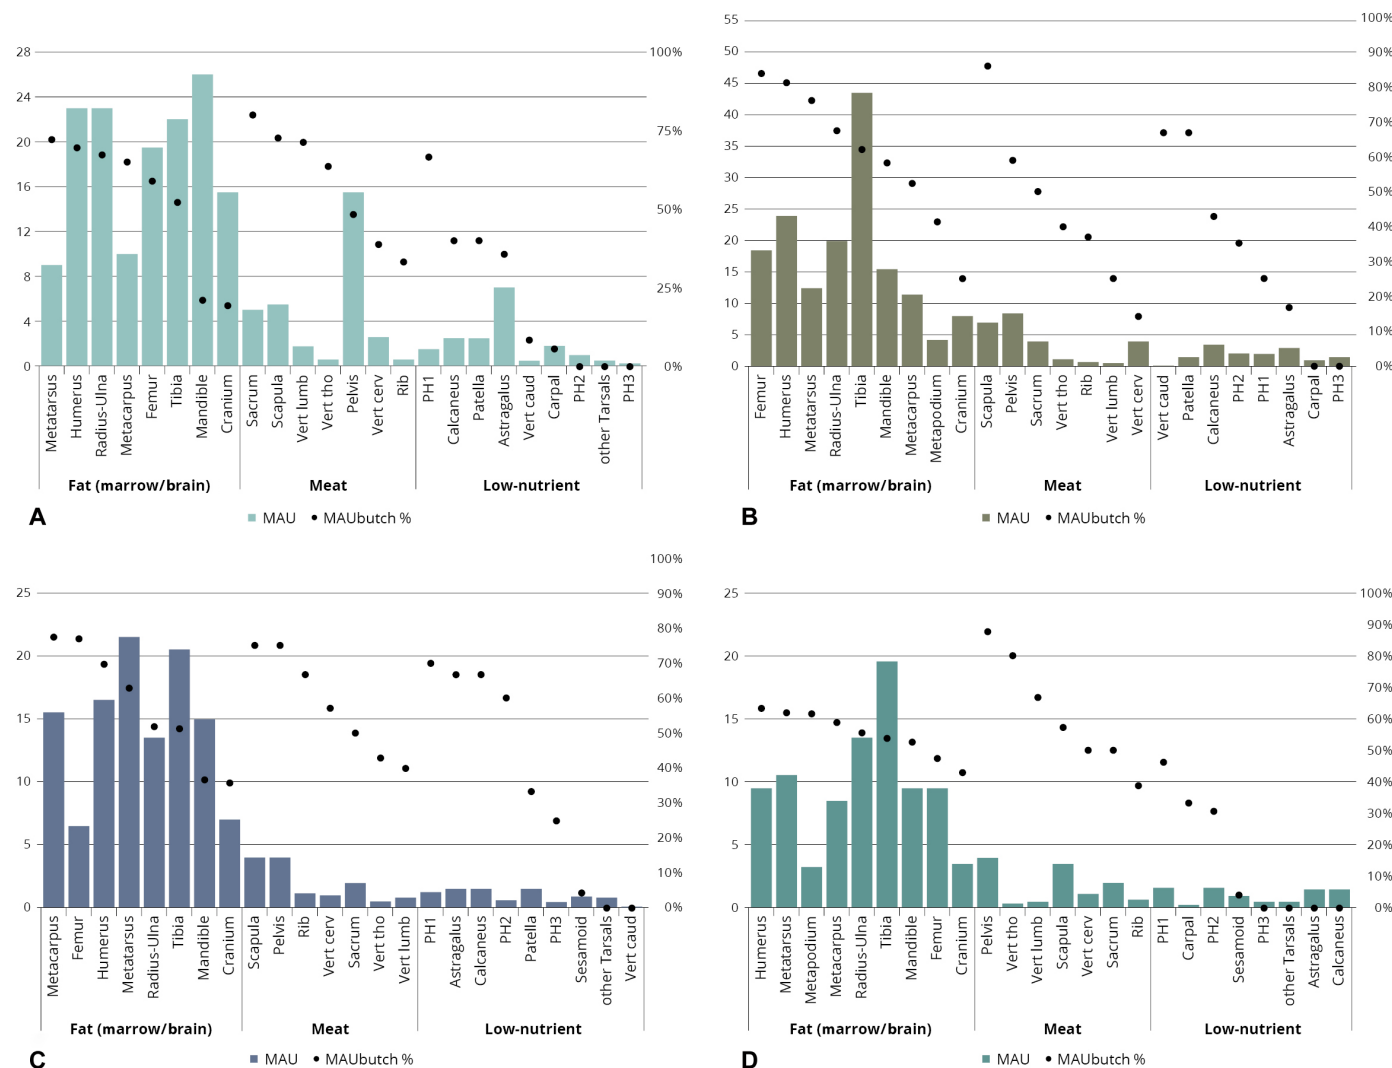 28
24
20
16
12
8
4
0
100%
75%
50%
25%
0%
Metatarsus
Humerus
Radius-Ulna
Metacarpus
Femur
Tibia
Mandible
Cranium
Sacrum
Scapula
Vert lumb
Vert tho
Pelvis
Vert cerv
Rib
PH1
Calcaneus
Patella
Astragalus
Vert caud
Carpal
PH2
other Tarsals
PH3
Fat (marrow/brain)
Meat
Low-nutrient
A
MAU
MAUbutch %
55
50
45
40
35
30
25
20
15
10
5
0
100%
90%
80%
70%
60%
50%
40%
30%
20%
10%
0%
Femur
Humerus
Metatarsus
Radius-Ulna
Tibia
Mandible
Metacarpus
Metapodium
Cranium
Scapula
Pelvis
Sacrum
Vert tho
Rib
Vert lumb
Vert cerv
Vert caud
Patella
Calcaneus
PH2
PH1
Astragalus
Carpal
PH3
Fat (marrow/brain)
Meat
Low-nutrient
B
MAU
MAUbutch %
25
20
15
10
5
0
100%
90%
80%
70%
60%
50%
40%
30%
20%
10%
0%
Metacarpus
Femur
Humerus
Metatarsus
Radius-Ulna
Tibia
Mandible
Cranium
Scapula
Pelvis
Rib
Vert cerv
Sacrum
Vert tho
Vert lumb
PH1
Astragalus
Calcaneus
PH2
Patella
PH3
Sesamoid
other Tarsals
Vert caud
Fat (marrow/brain)
Meat
Low-nutrient
C
MAU
MAUbutch %
25
20
15
10
5
0
100%
90%
80%
70%
60%
50%
40%
30%
20%
10%
0%
Humerus
Metatarsus
Metapodium
Metacarpus
Radius-Ulna
Tibia
Mandible
Femur
Cranium
Pelvis
Vert tho
Vert lumb
Scapula
Vert cerv
Sacrum
Rib
PH1
Carpal
PH2
Sesamoid
PH3
other Tarsals
Astragalus
Calcaneus
Fat (marrow/brain)
Meat
Low-nutrient
D
MAU
MAUbutch %